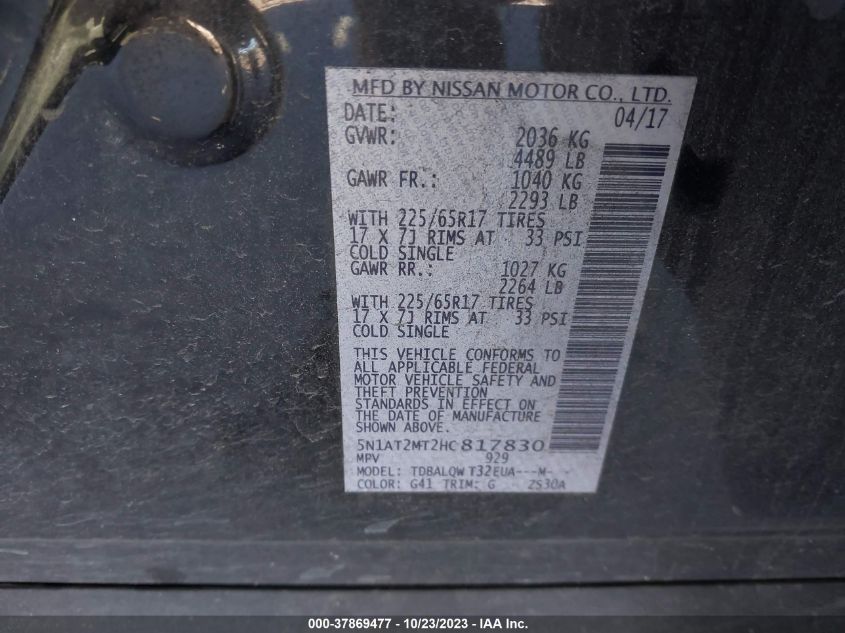 MFD BY NISSAN MOTOR CO., LTD.
DATE: 04/17
GVWR: 2036 KG
4489 LB
GAWR FR.: 1040 KG
2293 LB
WITH 225/65R17 TIRES
17 X 7J RIMS AT 33 PSI
COLD SINGLE
GAWR RR.: 1027 KG
2264 LB
WITH 225/65R17 TIRES
17 X 7J RIMS AT 33 PSI
COLD SINGLE
THIS VEHICLE CONFORMS TO
ALL APPLICABLE FEDERAL
MOTOR VEHICLE SAFETY AND
THEFT PREVENTION
STANDARDS IN EFFECT ON
THE DATE OF MANUFACTURE
SHOWN ABOVE.
5N1AT2MT2HC817830
MPV 929
MODEL: TDBALQW T32EUA---M- -
COLOR: G41 TRIM: G ZS30A
000-37869477 - 10/23/2023 - IAA Inc.